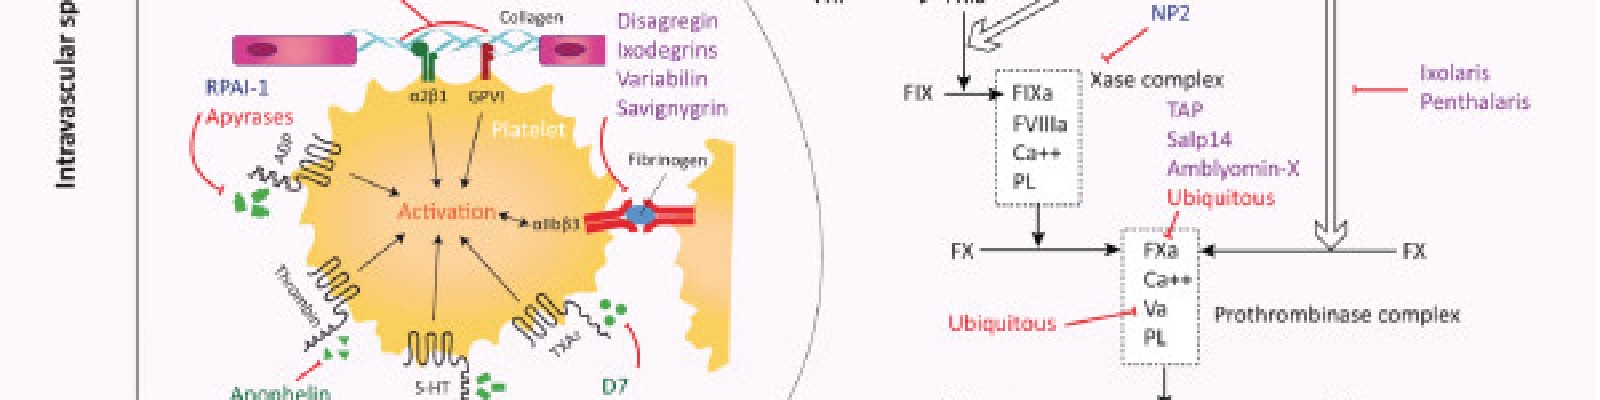 Intravascular sp
Collagen
Disagregin
Ixodegrins
Variabilin
Savignygrin
RPAI-1
Apyrases
α2β1
GPVI
Platelet
ADP
Fibrinogen
Activation
αIIbβ3
Thrombin
TXA₂
5-HT
Anophelin
D7
NP2
Xase complex
FIX
FIXa
FVIIIa
Ca++
PL
TAP
Salp14
Amblyomin-X
Ubiquitous
Ixolaris
Penthalaris
FX
FXa
Ca++
Va
PL
FX
Ubiquitous
Prothrombinase complex